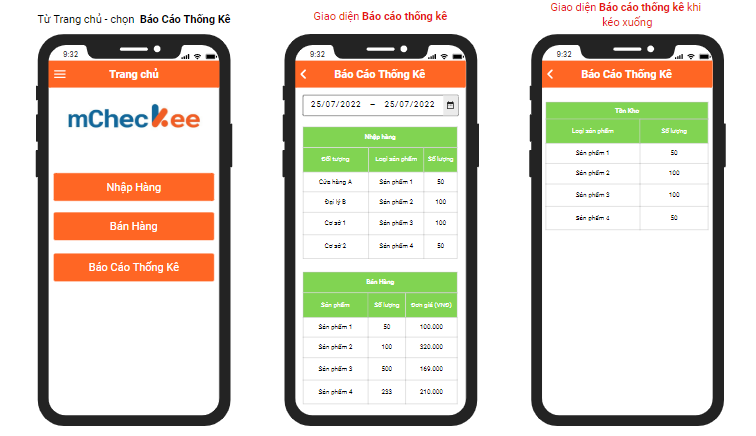 Từ Trang chủ - chọn Báo Cáo Thống Kê
9:32
Trang chủ
mCheckee
Nhập Hàng
Bán Hàng
Báo Cáo Thống Kê
Giao diện Báo cáo thống kê
9:32
Báo Cáo Thống Kê
25/07/2022 – 25/07/2022
Nhập hàng
Đối tượng Loại sản phẩm Số lượng
Cửa hàng A Sản phẩm 1 50
Đại lý B Sản phẩm 2 100
Cơ sở 1 Sản phẩm 3 100
Cơ sở 2 Sản phẩm 4 50
Bán Hàng
Sản phẩm Số lượng Đơn giá (VNĐ)
Sản phẩm 1 50 100.000
Sản phẩm 2 100 320.000
Sản phẩm 3 500 169.000
Sản phẩm 4 233 210.000
Giao diện Báo cáo thống kê khi
kéo xuống
9:32
Báo Cáo Thống Kê
Tồn Kho
Loại sản phẩm Số lượng
Sản phẩm 1 50
Sản phẩm 2 100
Sản phẩm 3 100
Sản phẩm 4 50